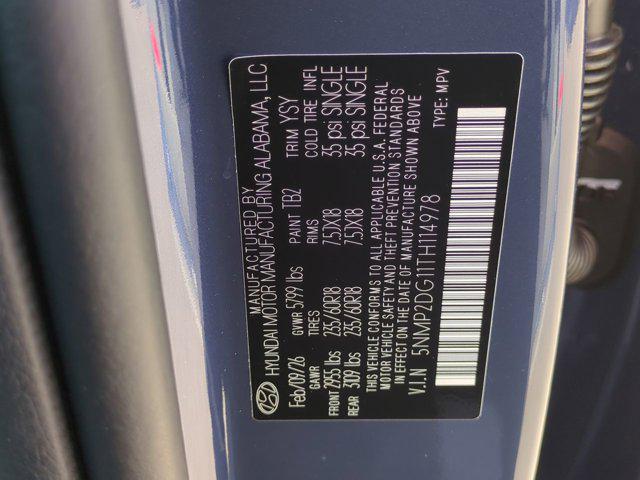 MANUFACTURED BY
HYUNDAI MOTOR MANUFACTURING ALABAMA, LLC.
Feb/09/26 GVWR 5799 lbs PAINT TB2 TRIM YSY
GAWR TIRES RIMS COLD TIRE INFL
FRONT 2955 lbs 235/60R18 7.5JX18 35 psi SINGLE
REAR 3109 lbs 235/60R18 7.5JX18 35 psi SINGLE
THIS VEHICLE CONFORMS TO ALL APPLICABLE U.S.A. FEDERAL
MOTOR VEHICLE SAFETY AND THEFT PREVENTION STANDARDS
IN EFFECT ON THE DATE OF MANUFACTURE SHOWN ABOVE
V.I.N 5NMP2DG11TH114978 TYPE: MPV